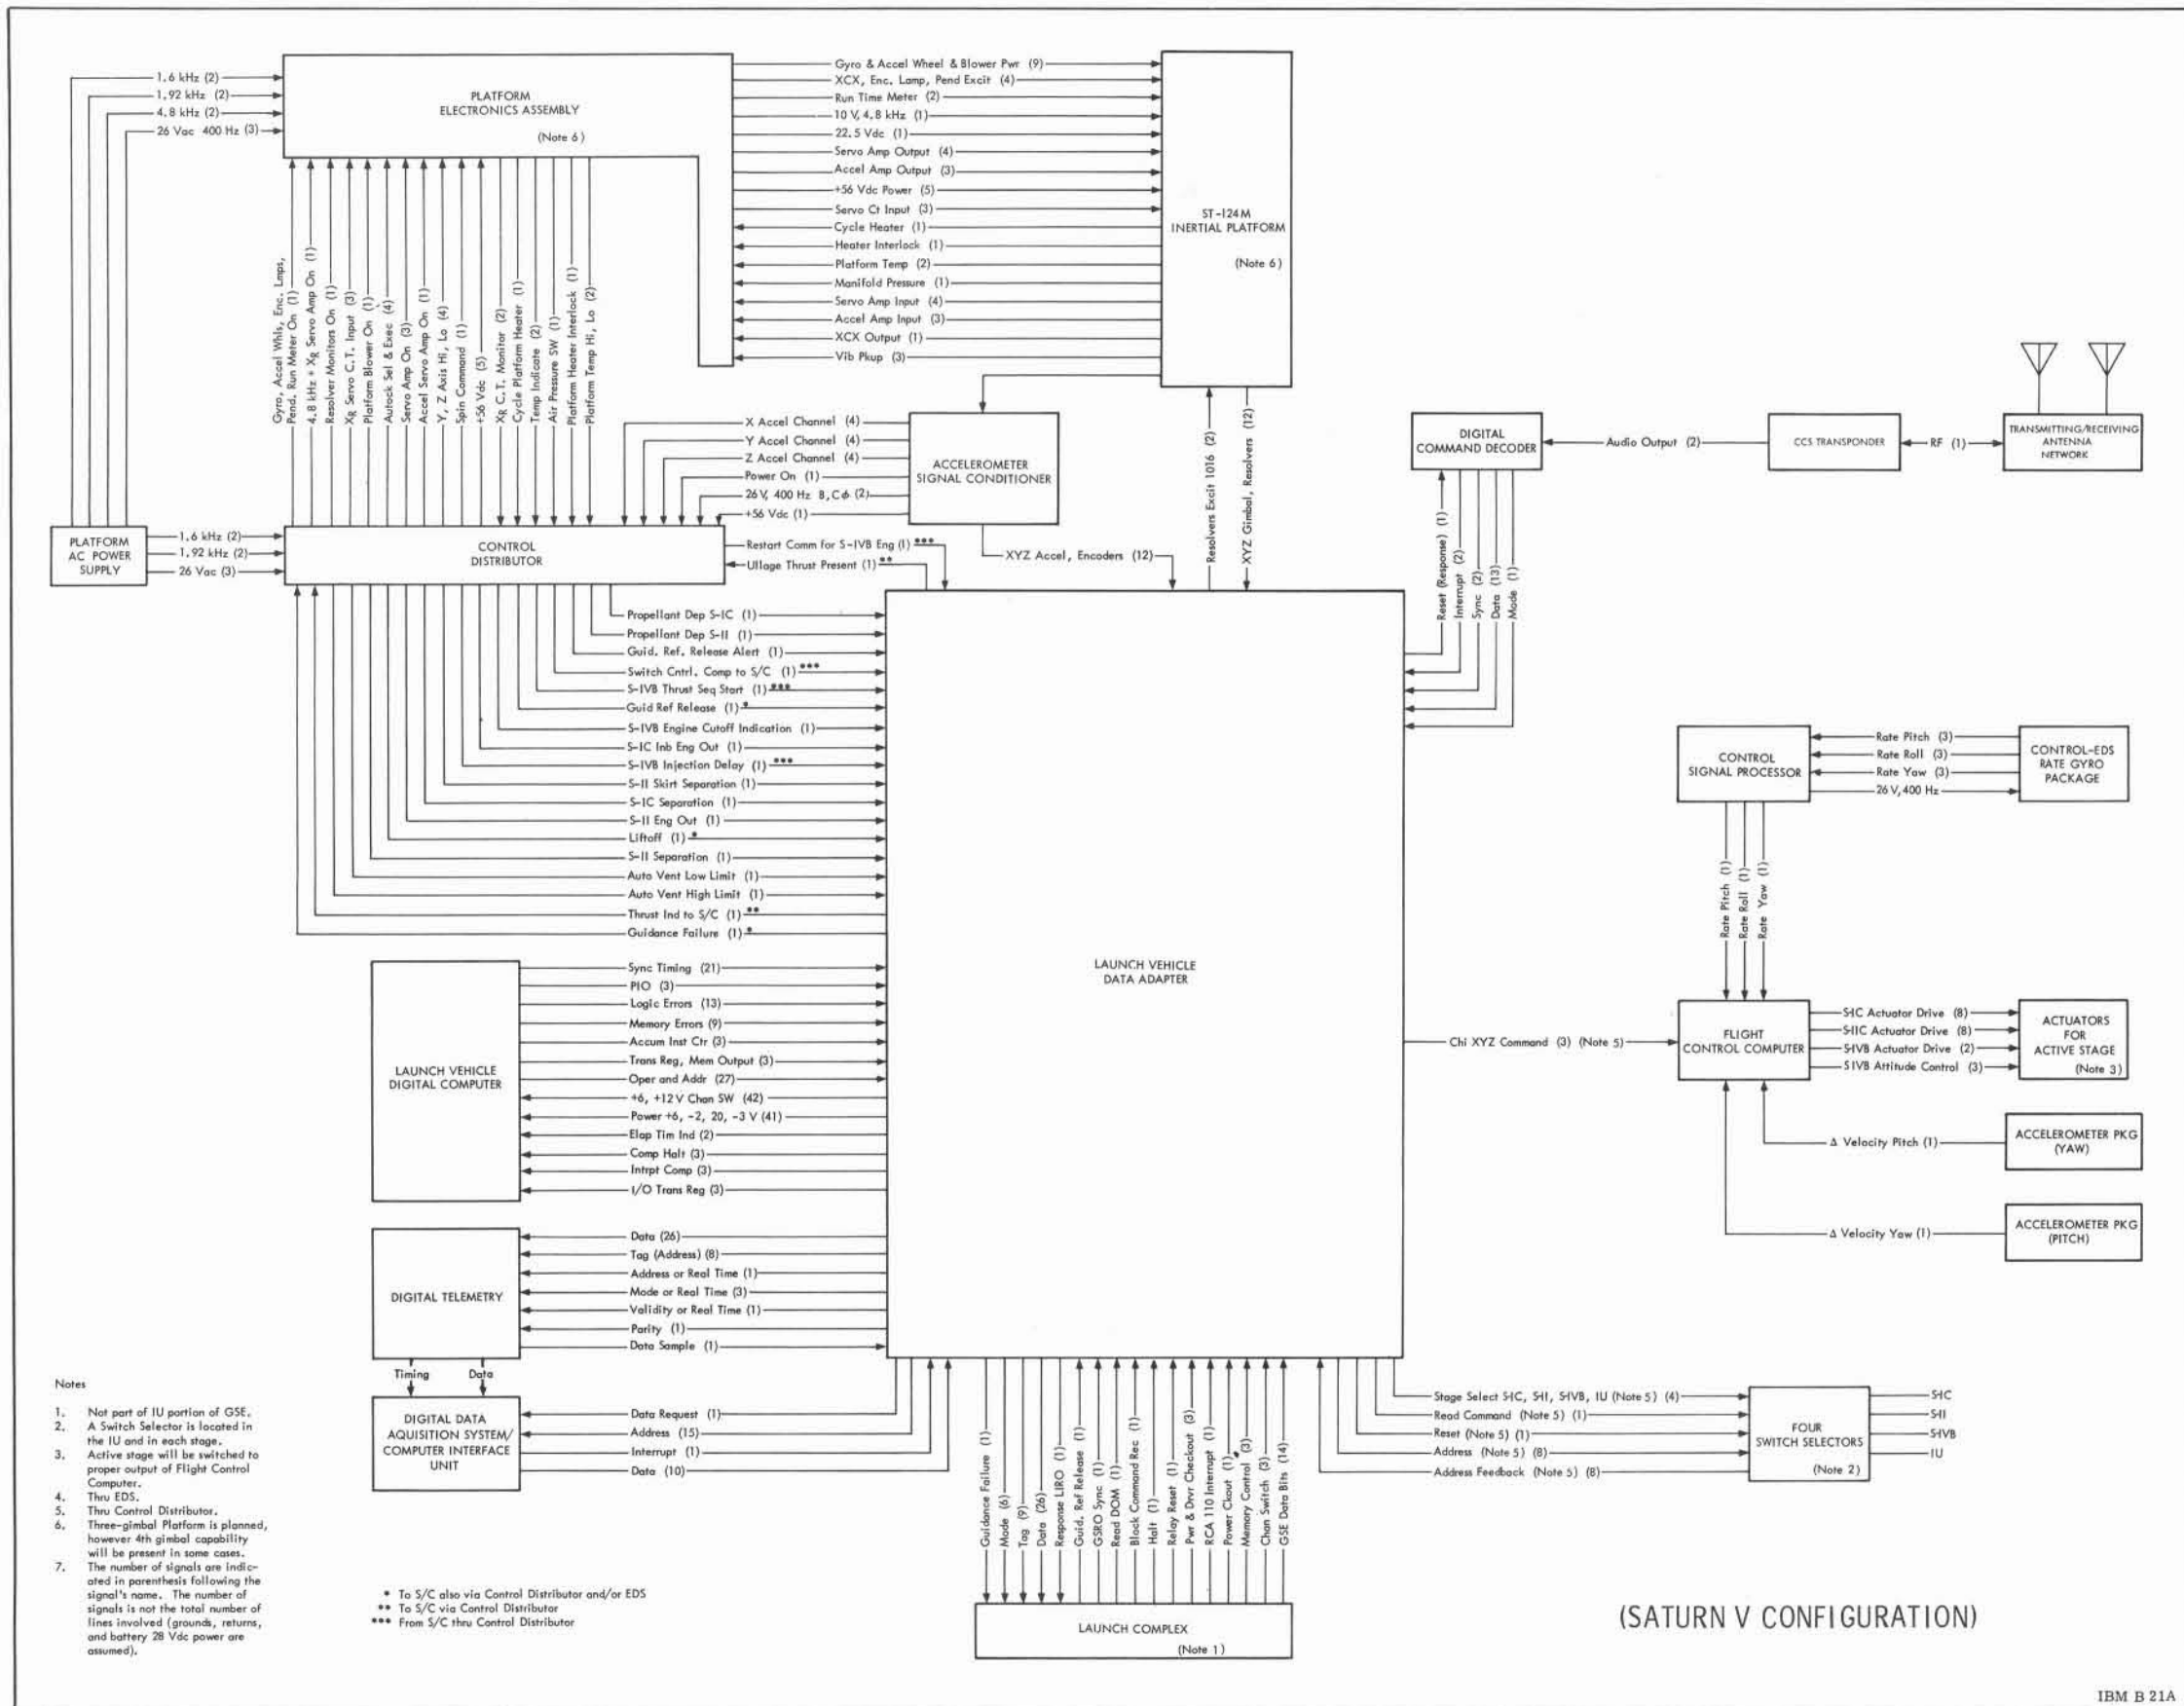 1.6 kHz (2)
1.92 kHz (2)
4.8 kHz (2)
26 Vac 400 Hz (3)
PLATFORM
ELECTRONICS ASSEMBLY
(Note 6)
Gyro & Accel Wheel & Blower Pwr (9)
XCX, Enc. Lamp, Pend Excit (4)
Run Time Meter (2)
10 V, 4.8 kHz (1)
22.5 Vdc (1)
Servo Amp Output (4)
Accel Amp Output (3)
+56 Vdc Power (5)
Servo Ct Input (3)
Cycle Heater (1)
Heater Interlock (1)
Platform Temp (2)
Manifold Pressure (1)
Servo Amp Input (4)
Accel Amp Input (3)
XCX Output (1)
Vib Pkup (3)
ST-124M
INERTIAL PLATFORM
(Note 6)
Gyro, Accel Whls, Enc. Lmps,
Pend. Run Meter On (1)
4.8 kHz + XR Servo Amp On (1)
Resolver Monitors On (1)
XR Servo C.T. Input (3)
Platform Blower On (1)
Autock Sel & Exec (4)
Servo Amp On (3)
Accel Servo Amp On (1)
Y, Z Axis Hi, Lo (4)
Spin Command (1)
+56 Vdc (5)
XR C.T. Monitor (2)
Cycle Platform Heater (1)
Temp Indicate (2)
Air Pressure SW (1)
Platform Heater Interlock (1)
Platform Temp Hi, Lo (2)
X Accel Channel (4)
Y Accel Channel (4)
Z Accel Channel (4)
Power On (1)
26 V, 400 Hz B, Cϕ (2)
+56 Vdc (1)
ACCELEROMETER
SIGNAL CONDITIONER
Resolvers Excit 1016 (2)
XYZ Gimbal, Resolvers (12)
DIGITAL
COMMAND DECODER
Audio Output (2)
CCS TRANSPONDER
RF (1)
TRANSMITTING/RECEIVING
ANTENNA
NETWORK
Reset (Response) (1)
Interrupt (2)
Sync (2)
Data (13)
Mode (1)
PLATFORM
AC POWER
SUPPLY
1.6 kHz (2)
1.92 kHz (2)
26 Vac (3)
CONTROL
DISTRIBUTOR
Restart Comm for S-IVB Eng (1) ***
Ullage Thrust Present (1) **
XYZ Accel, Encoders (12)
Propellant Dep S-IC (1)
Propellant Dep S-II (1)
Guid. Ref. Release Alert (1)
Switch Cntrl. Comp to S/C (1) ***
S-IVB Thrust Seq Start (1) ***
Guid Ref Release (1) *
S-IVB Engine Cutoff Indication (1)
S-IC Inb Eng Out (1)
S-IVB Injection Delay (1) ***
S-II Skirt Separation (1)
S-IC Separation (1)
S-II Eng Out (1)
Liftoff (1) *
S-II Separation (1)
Auto Vent Low Limit (1)
Auto Vent High Limit (1)
Thrust Ind to S/C (1) **
Guidance Failure (1) *
LAUNCH VEHICLE
DATA ADAPTER
CONTROL
SIGNAL PROCESSOR
Rate Pitch (3)
Rate Roll (3)
Rate Yaw (3)
26 V, 400 Hz
CONTROL-EDS
RATE GYRO
PACKAGE
Rate Pitch (1)
Rate Roll (1)
Rate Yaw (1)
LAUNCH VEHICLE
DIGITAL COMPUTER
Sync Timing (21)
PIO (3)
Logic Errors (13)
Memory Errors (9)
Accum Inst Ctr (3)
Trans Reg, Mem Output (3)
Oper and Addr (27)
+6, +12 V Chan SW (42)
Power +6, -2, 20, -3 V (41)
Elap Tim Ind (2)
Comp Halt (3)
Intrpt Comp (3)
I/O Trans Reg (3)
Chi XYZ Command (3) (Note 5)
FLIGHT
CONTROL COMPUTER
S-IC Actuator Drive (8)
S-IIC Actuator Drive (8)
S-IVB Actuator Drive (2)
S IVB Attitude Control (3)
ACTUATORS
FOR
ACTIVE STAGE
(Note 3)
Δ Velocity Pitch (1)
ACCELEROMETER PKG
(YAW)
Δ Velocity Yaw (1)
ACCELEROMETER PKG
(PITCH)
DIGITAL TELEMETRY
Data (26)
Tag (Address) (8)
Address or Real Time (1)
Mode or Real Time (3)
Validity or Real Time (1)
Parity (1)
Data Sample (1)
Timing
Data
DIGITAL DATA
AQUISITION SYSTEM/
COMPUTER INTERFACE
UNIT
Data Request (1)
Address (15)
Interrupt (1)
Data (10)
Guidance Failure (1)
Mode (6)
Tag (9)
Data (26)
Response LIRO (1)
Guid. Ref Release (1)
GSRO Sync (1)
Read DOM (1)
Block Command Rec (1)
Halt (1)
Relay Reset (1)
Pwr & Drvr Checkout (3)
RCA 110 Interrupt (1)
Power Ckout (1)
Memory Control (3)
Chan Switch (3)
GSE Data Bits (14)
LAUNCH COMPLEX
(Note 1)
Stage Select S-IC, S-II, S-IVB, IU (Note 5) (4)
Read Command (Note 5) (1)
Reset (Note 5) (1)
Address (Note 5) (8)
Address Feedback (Note 5) (8)
FOUR
SWITCH SELECTORS
(Note 2)
S-IC
S-II
S-IVB
IU
Notes
1. Not part of IU portion of GSE.
2. A Switch Selector is located in
the IU and in each stage.
3. Active stage will be switched to
proper output of Flight Control
Computer.
4. Thru EDS.
5. Thru Control Distributor.
6. Three-gimbal Platform is planned,
however 4th gimbal capability
will be present in some cases.
7. The number of signals are indic-
ated in parenthesis following the
signal's name. The number of
signals is not the total number of
lines involved (grounds, returns,
and battery 28 Vdc power are
assumed).
* To S/C also via Control Distributor and/or EDS
** To S/C via Control Distributor
*** From S/C thru Control Distributor
(SATURN V CONFIGURATION)
IBM B 21A